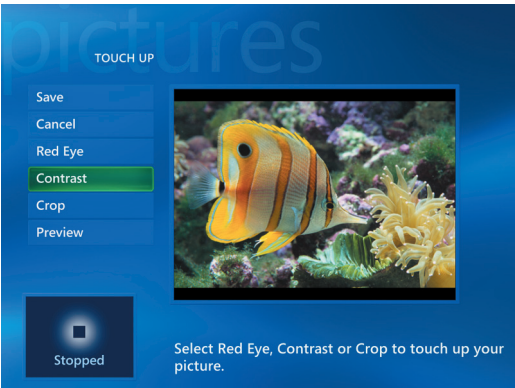 pictures
TOUCH UP
Save
Cancel
Red Eye
Contrast
Crop
Preview
Stopped
Select Red Eye, Contrast or Crop to touch up your
picture.